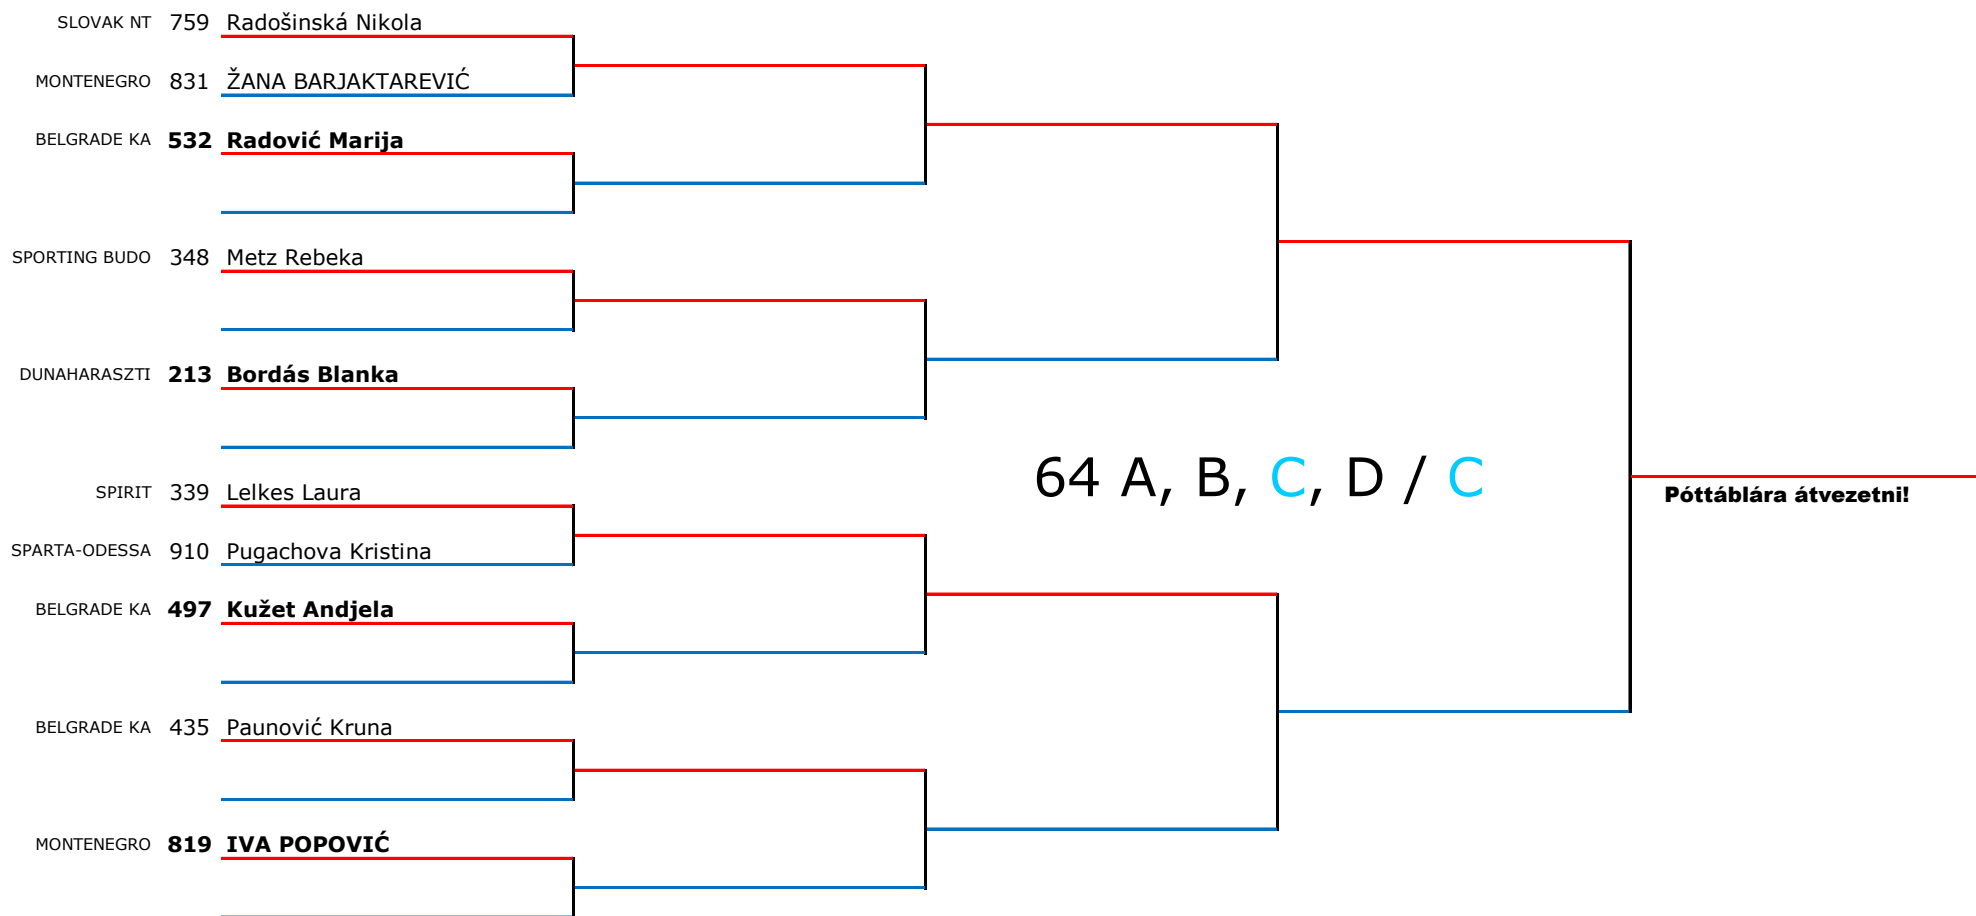 SLOVAK NT 759 Radošinská Nikola
MONTENEGRO 831 ŽANA BARJAKTAREVIĆ
BELGRADE KA 532 Radović Marija
SPORTING BUDO 348 Metz Rebeka
DUNAHARASZTI 213 Bordás Blanka
64 A, B, C, D / C
SPIRIT 339 Lelkes Laura
Póttáblára átvezetni!
SPARTA-ODESSA 910 Pugachova Kristina
BELGRADE KA 497 Kužet Andjela
BELGRADE KA 435 Paunović Kruna
MONTENEGRO 819 IVA POPOVIĆ